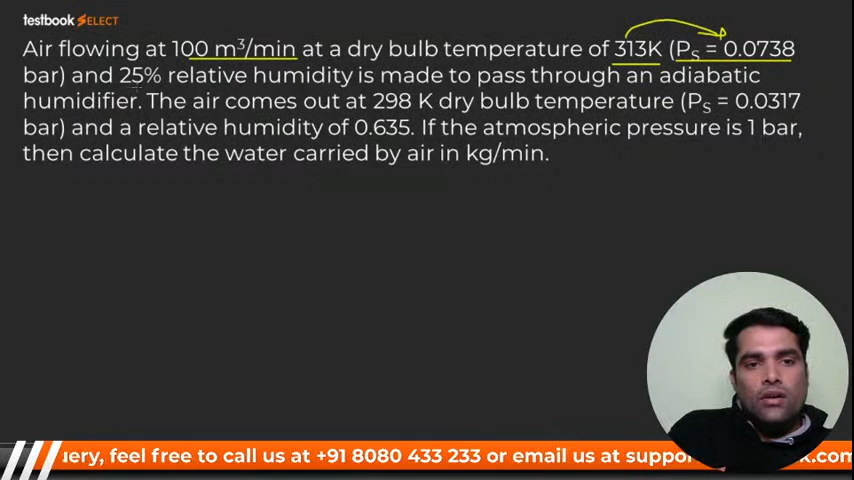 testbook SELECT
Air flowing at 100 m³/min at a dry bulb temperature of 313K (Pₛ = 0.0738
bar) and 25% relative humidity is made to pass through an adiabatic
humidifier. The air comes out at 298 K dry bulb temperature (Pₛ = 0.0317
bar) and a relative humidity of 0.635. If the atmospheric pressure is 1 bar,
then calculate the water carried by air in kg/min.
uery, feel free to call us at +91 8080 433 233 or email us at suppo k.com